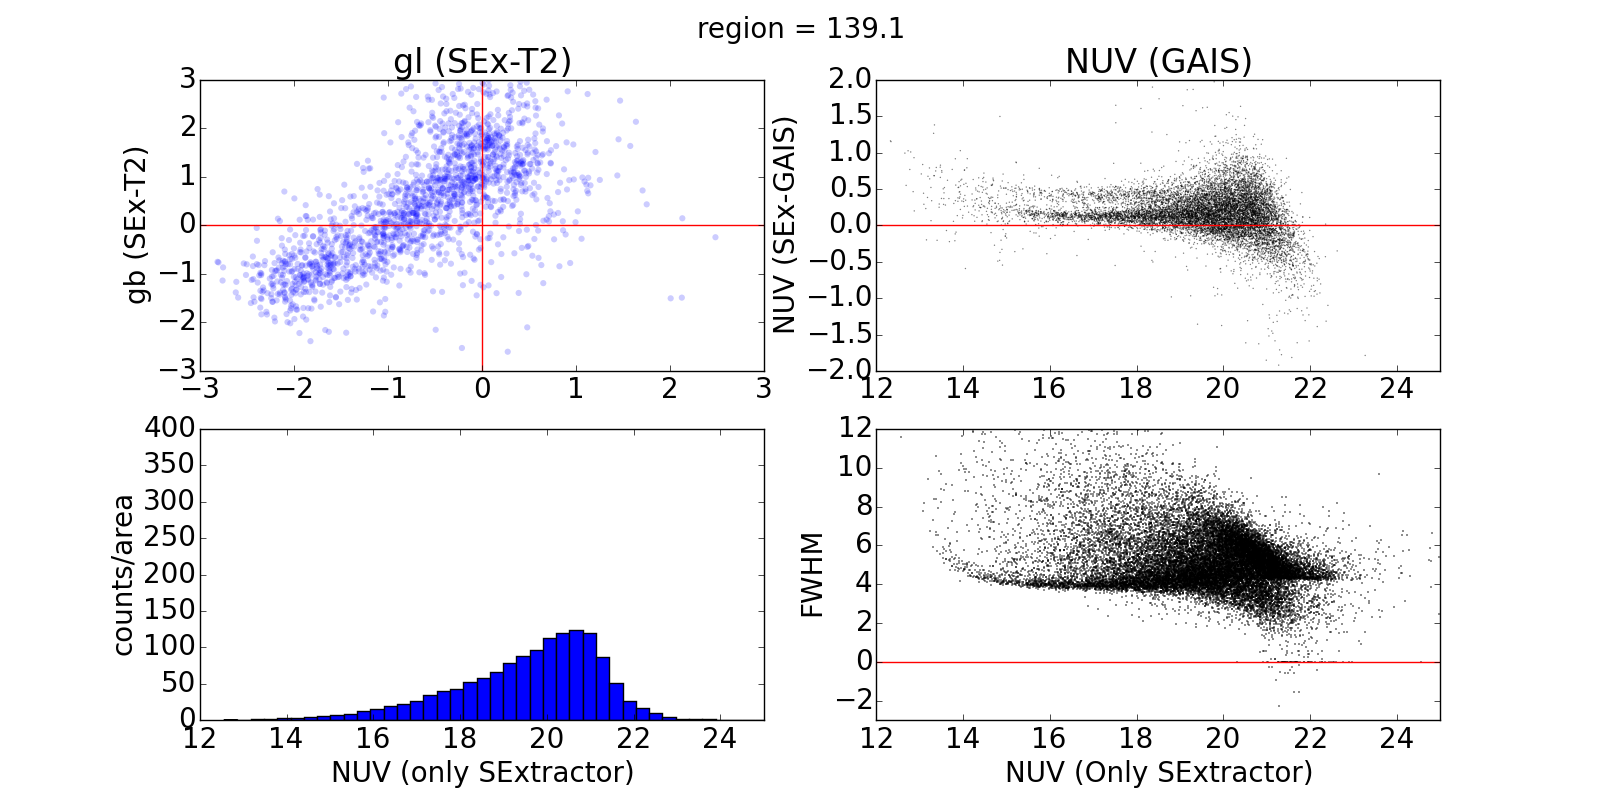 region = 139.1
gl (SEx-T2)
NUV (GAIS)
gb (SEx-T2)
3
2
1
0
−1
−2
−3
−3 −2 −1 0 1 2 3
NUV (SEx-GAIS)
2.0
1.5
1.0
0.5
0.0
−0.5
−1.0
−1.5
−2.0
12 14 16 18 20 22 24
counts/area
400
350
300
250
200
150
100
50
0
12 14 16 18 20 22 24
NUV (only SExtractor)
FWHM
12
10
8
6
4
2
0
−2
12 14 16 18 20 22 24
NUV (Only SExtractor)